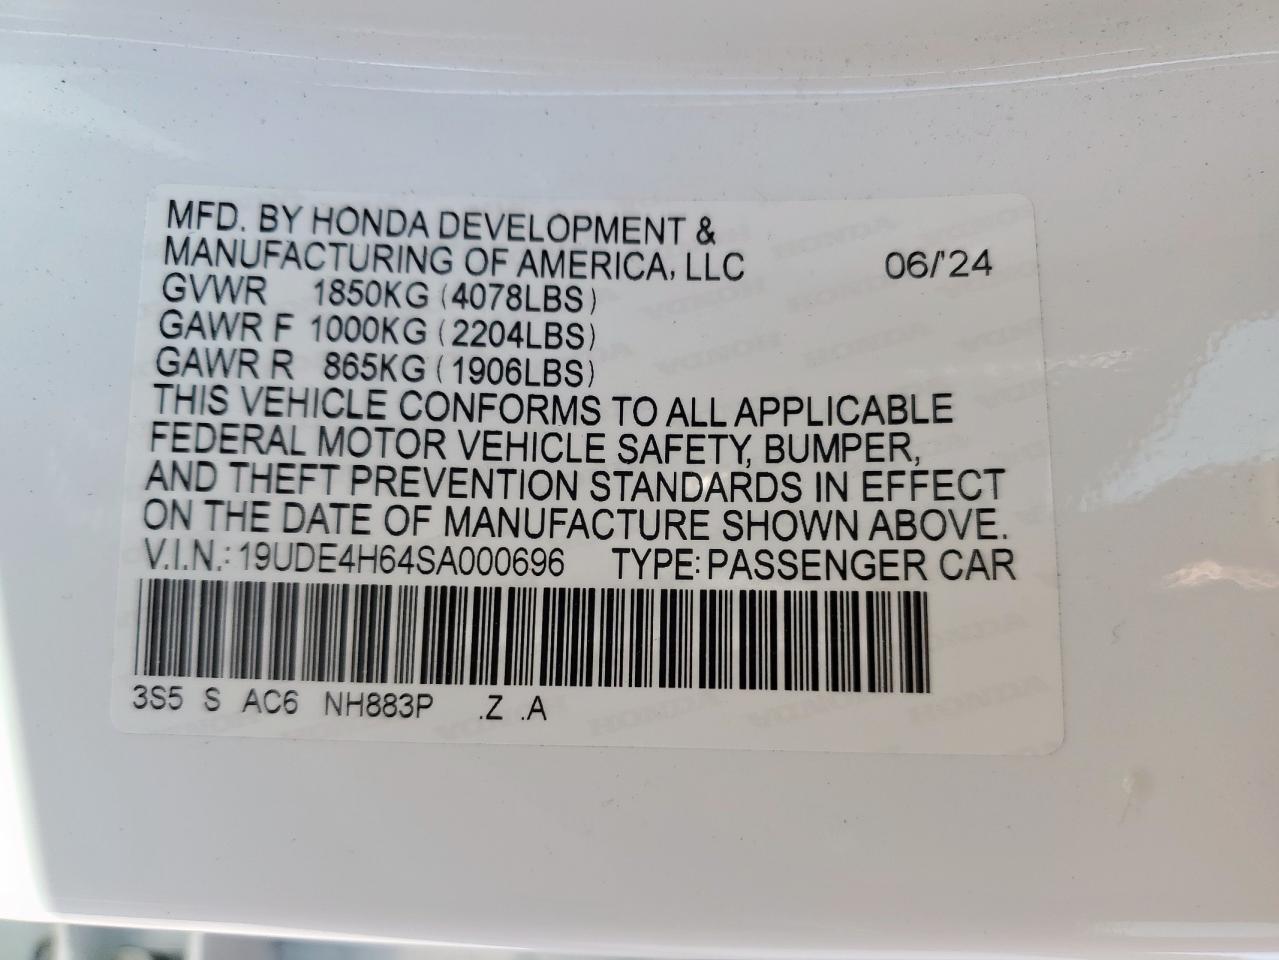 MFD. BY HONDA DEVELOPMENT &
MANUFACTURING OF AMERICA, LLC 06/'24
GVWR 1850KG (4078LBS)
GAWR F 1000KG (2204LBS)
GAWR R 865KG (1906LBS)
THIS VEHICLE CONFORMS TO ALL APPLICABLE
FEDERAL MOTOR VEHICLE SAFETY, BUMPER,
AND THEFT PREVENTION STANDARDS IN EFFECT
ON THE DATE OF MANUFACTURE SHOWN ABOVE.
V.I.N.: 19UDE4H64SA000696 TYPE: PASSENGER CAR
3S5 S AC6 NH883P .Z .A